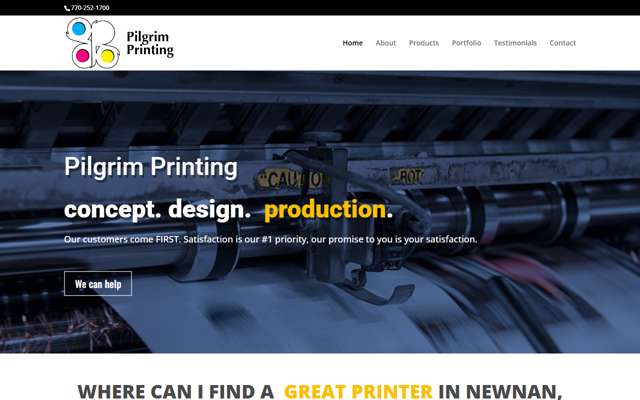 770-252-1700
Pilgrim
Printing
Home About Products Portfolio Testimonials Contact
CAUTION
Pilgrim Printing
concept. design. production.
Our customers come FIRST. Satisfaction is our #1 priority, our promise to you is your satisfaction.
We can help
WHERE CAN I FIND A GREAT PRINTER IN NEWNAN,